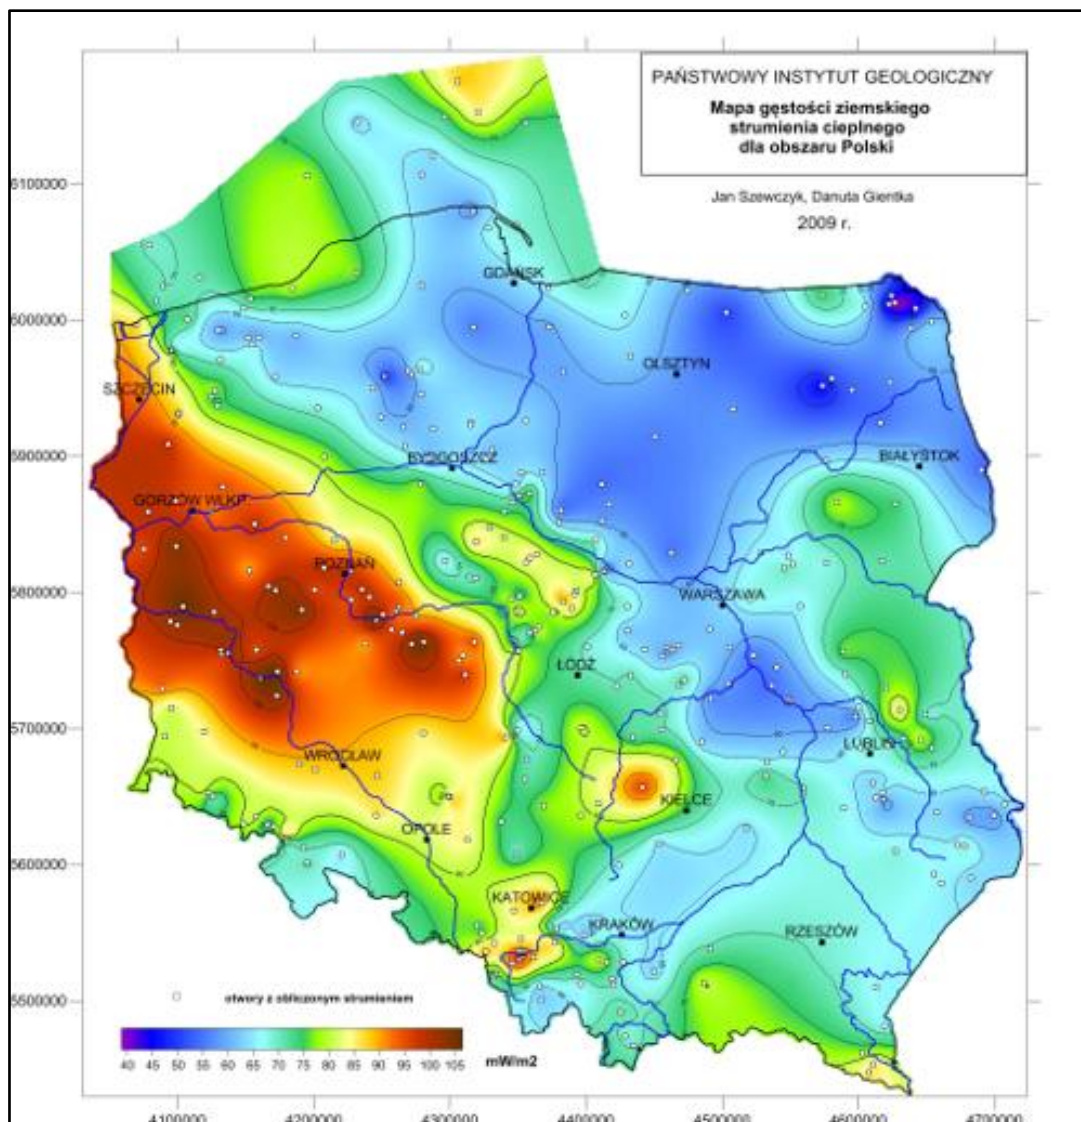 PAŃSTWOWY INSTYTUT GEOLOGICZNY
Mapa gęstości ziemskiego
strumienia cieplnego
dla obszaru Polski
Jan Szewczyk, Danuta Gientka
2009 r.
6100000
GDAŃSK
6000000
OLSZTYN
SZCZECIN
5900000
BYDGOSZCZ
BIAŁYSTOK
GORZÓW WLKP
POZNAŃ
5800000
WARSZAWA
ŁÓDŹ
5700000
WROCŁAW
LUBLIN
KIELCE
OPOLE
5600000
KATOWICE
KRAKÓW
RZESZÓW
5500000
otwory z obliczonym strumieniem
mW/m2
40 45 50 55 60 65 70 75 80 85 90 95 100 105
4100000 4200000 4300000 4400000 4500000 4600000 4700000